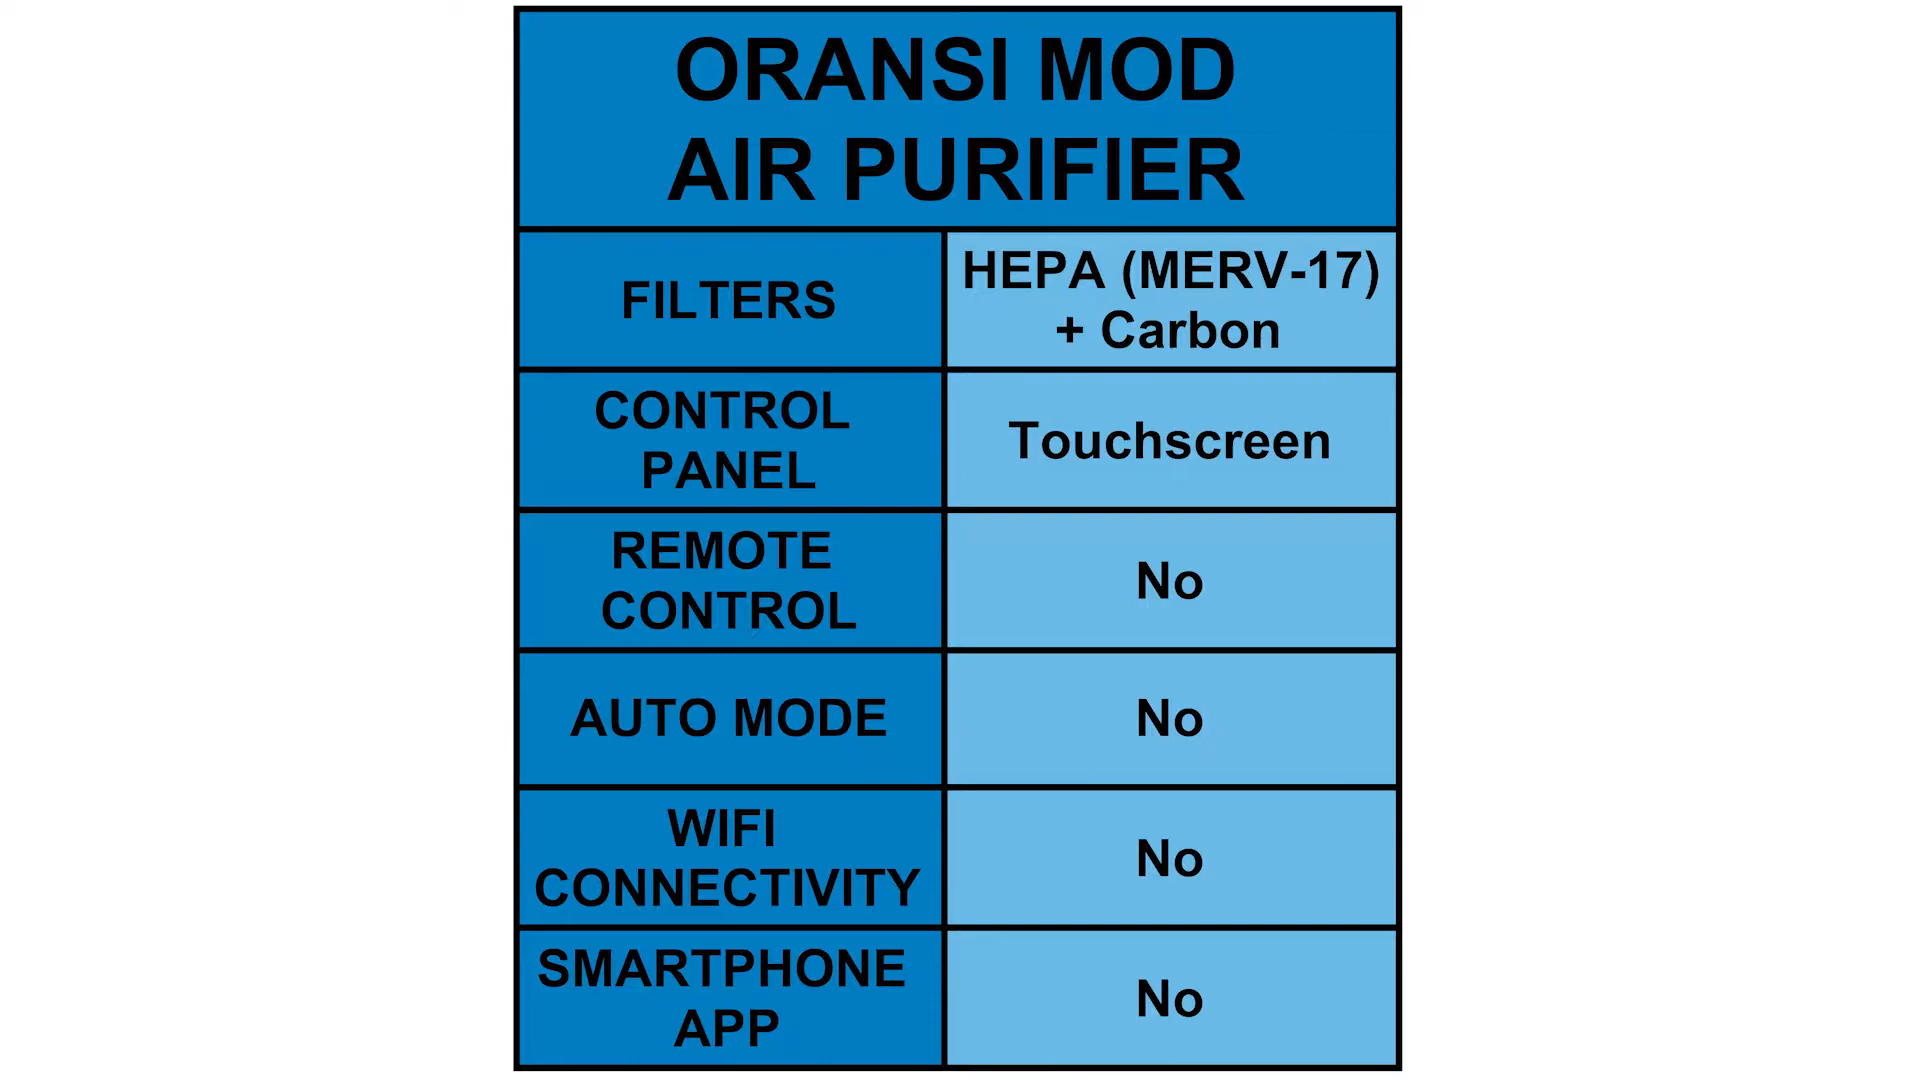 ORANSI MOD
AIR PURIFIER
FILTERS
HEPA (MERV-17)
+ Carbon
CONTROL
PANEL
Touchscreen
REMOTE
CONTROL
No
AUTO MODE
No
WIFI
CONNECTIVITY
No
SMARTPHONE
APP
No